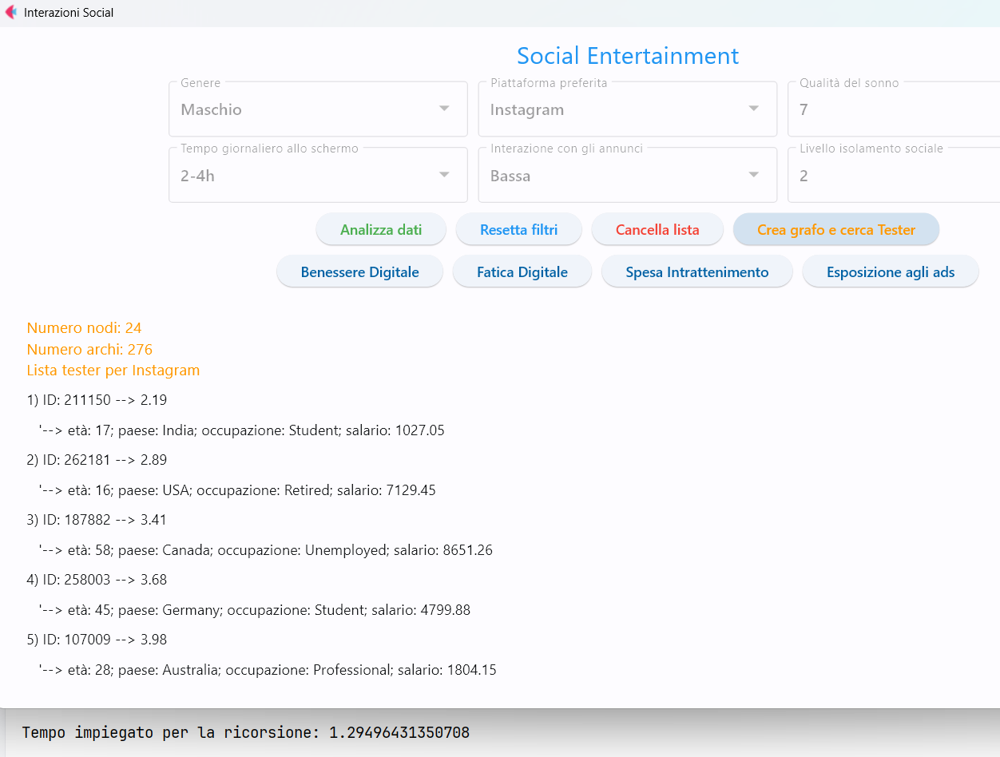 Interazioni Social
Social Entertainment
Genere
Piattaforma preferita
Qualità del sonno
Maschio
Instagram
7
Tempo giornaliero allo schermo
Interazione con gli annunci
Livello isolamento sociale
2-4h
Bassa
2
Analizza dati
Resetta filtri
Cancella lista
Crea grafo e cerca Tester
Benessere Digitale
Fatica Digitale
Spesa Intrattenimento
Esposizione agli ads
Numero nodi: 24
Numero archi: 276
Lista tester per Instagram
1) ID: 211150 --> 2.19
'--> età: 17; paese: India; occupazione: Student; salario: 1027.05
2) ID: 262181 --> 2.89
'--> età: 16; paese: USA; occupazione: Retired; salario: 7129.45
3) ID: 187882 --> 3.41
'--> età: 58; paese: Canada; occupazione: Unemployed; salario: 8651.26
4) ID: 258003 --> 3.68
'--> età: 45; paese: Germany; occupazione: Student; salario: 4799.88
5) ID: 107009 --> 3.98
'--> età: 28; paese: Australia; occupazione: Professional; salario: 1804.15
Tempo impiegato per la ricorsione: 1.29496431350708